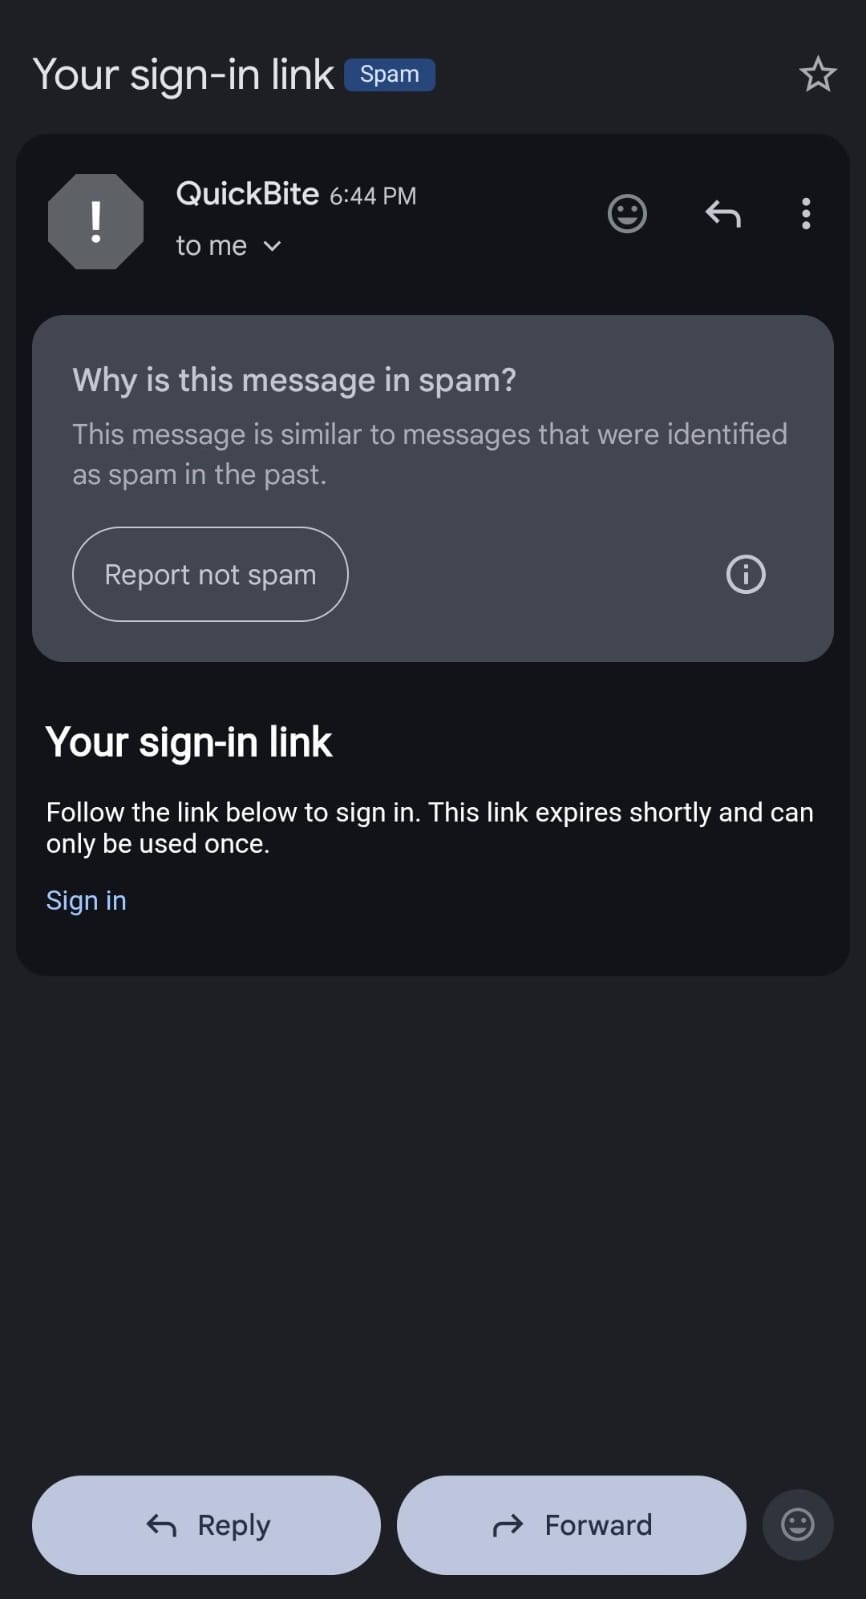 Your sign-in link Spam
QuickBite 6:44 PM
to me
Why is this message in spam?
This message is similar to messages that were identified
as spam in the past.
Report not spam
Your sign-in link
Follow the link below to sign in. This link expires shortly and can
only be used once.
Sign in
Reply
Forward